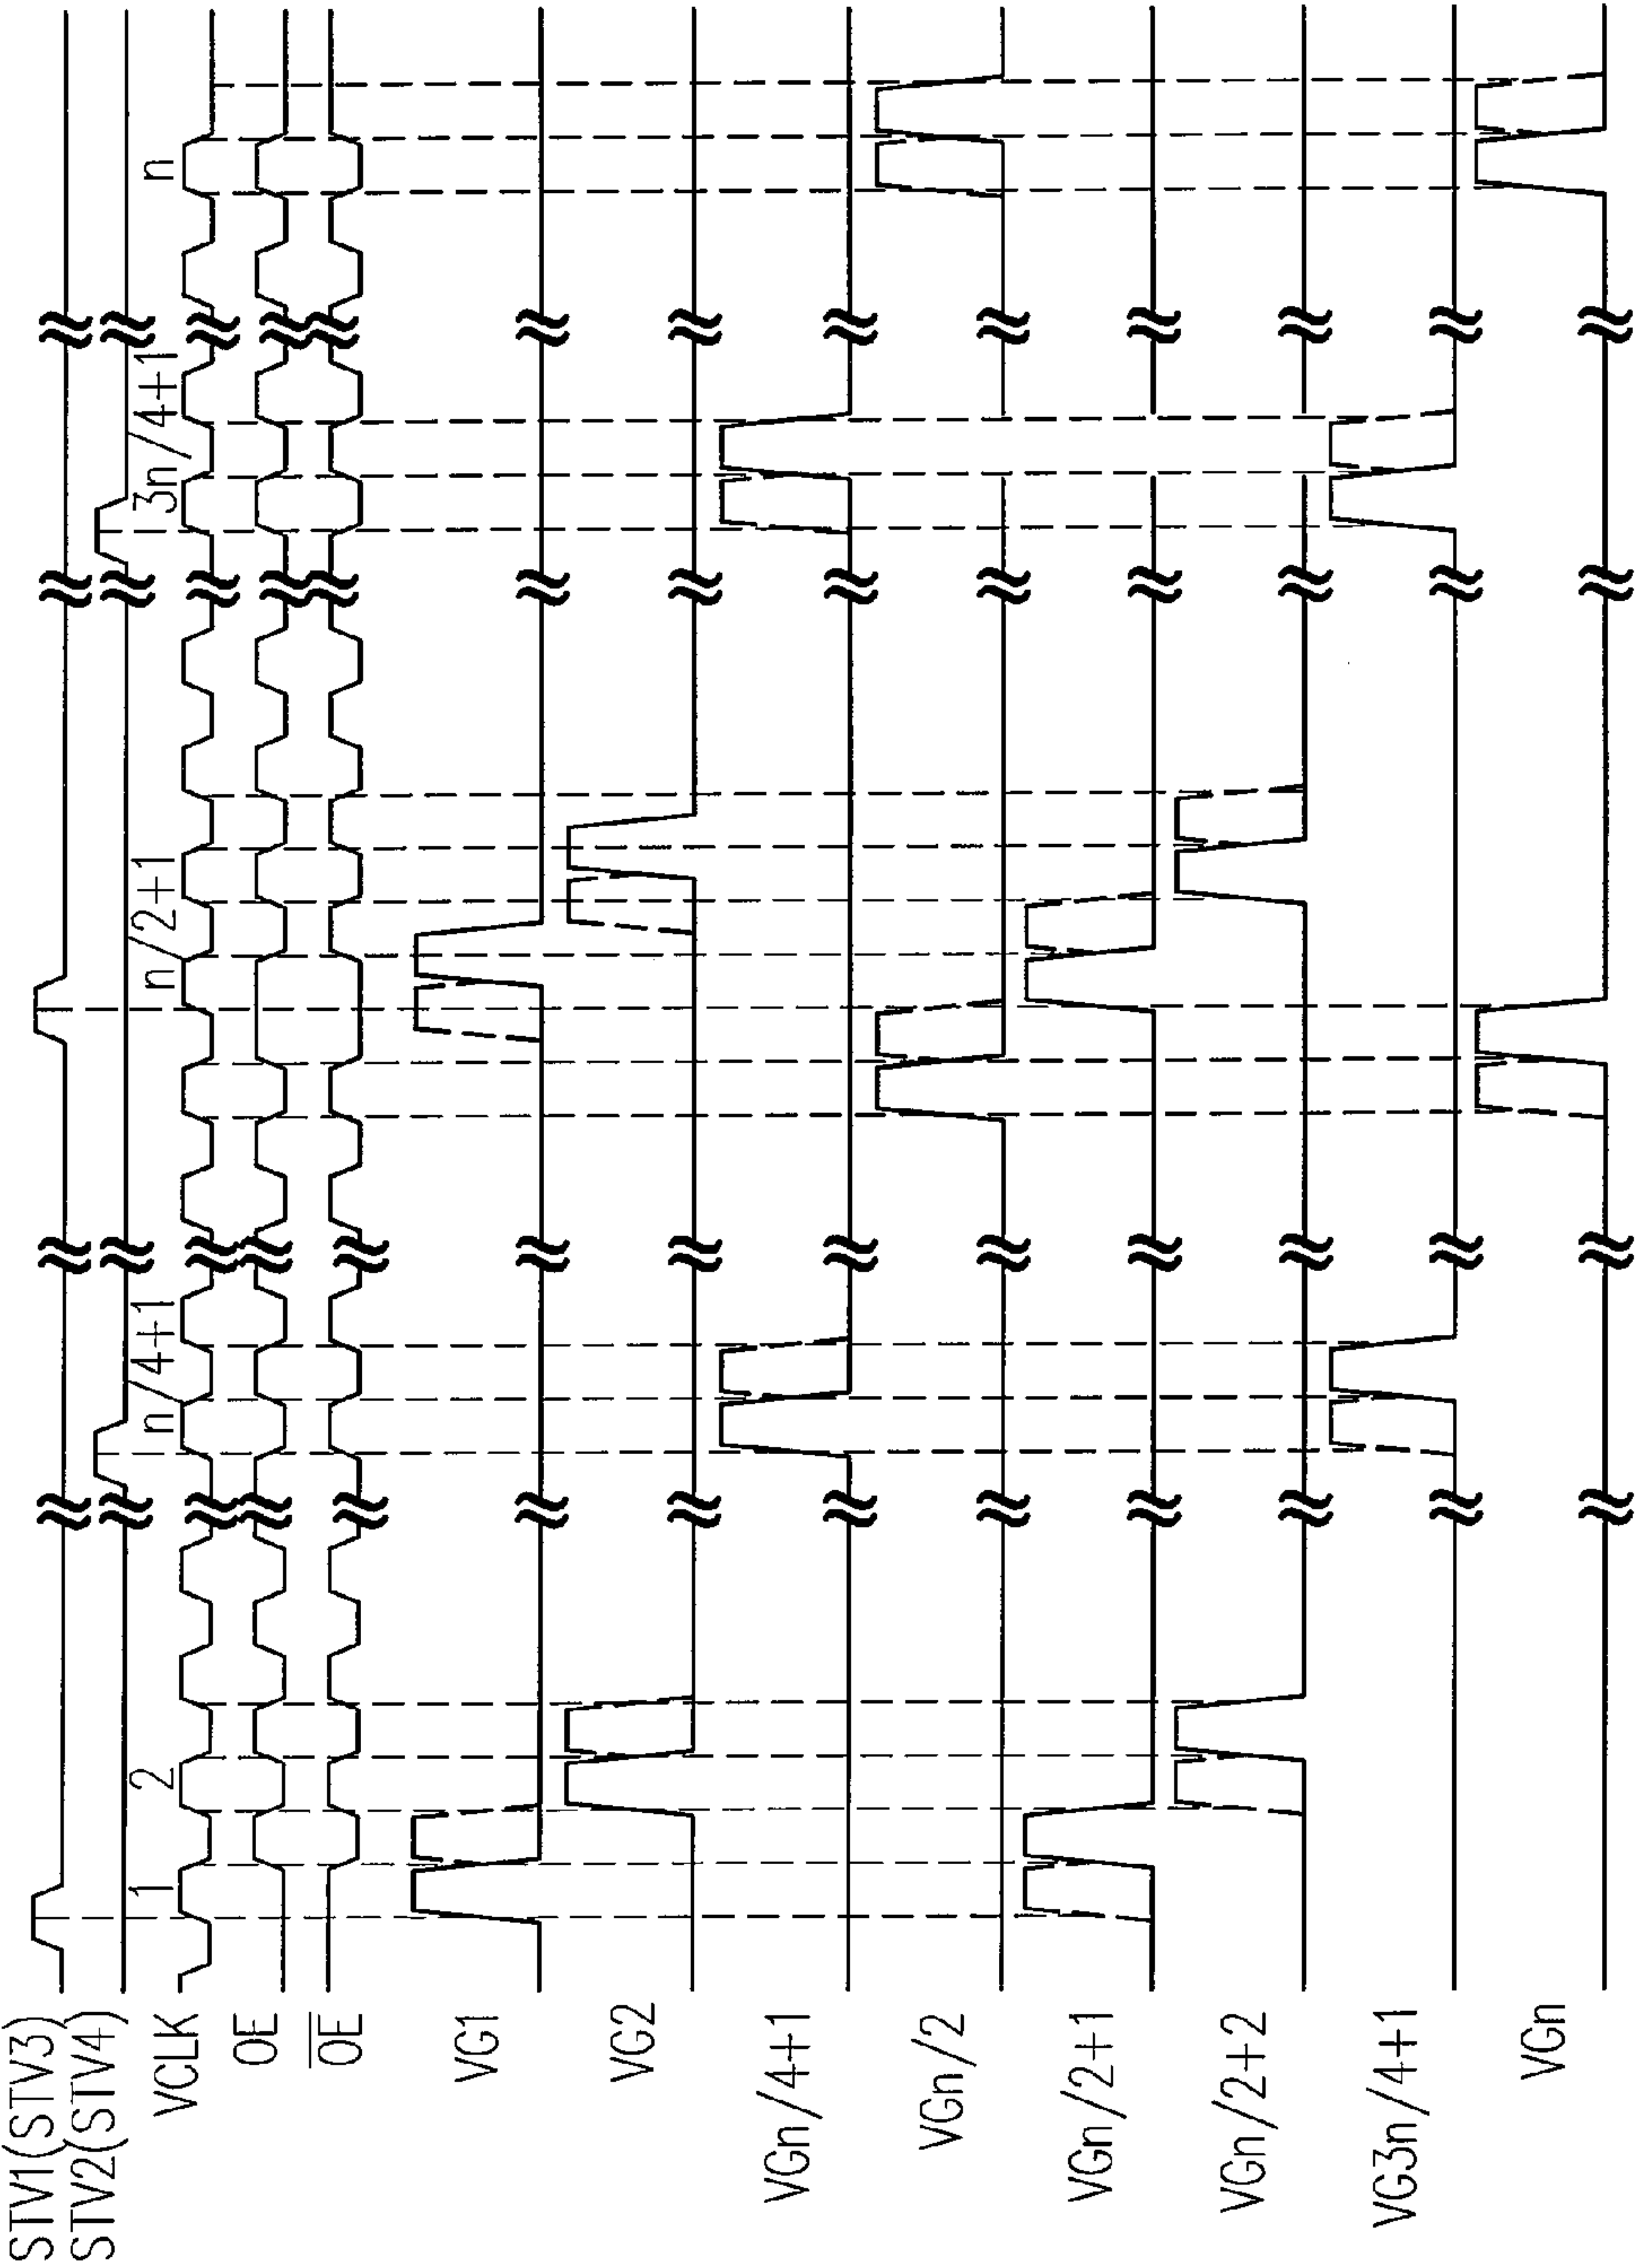 STV1(STV3)
STV2(STV4)
VCLK
1
2
n/4+1
n/2+1
3n/4+1
n
OE
OE
VG1
VG2
VGn/4+1
VGn/2
VGn/2+1
VGn/2+2
VG3n/4+1
VGn